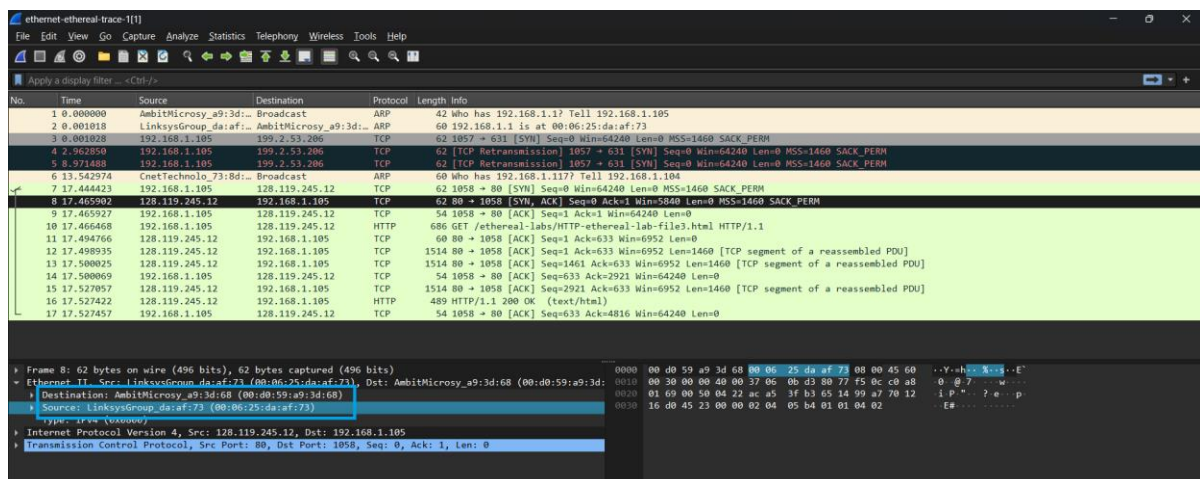 ethernet-ethereal-trace-1[1]
File Edit View Go Capture Analyze Statistics Telephony Wireless Tools Help
Apply a display filter ... <Ctrl-/>
No. Time Source Destination Protocol Length Info
1 0.000000 AmbitMicrosy_a9:3d:… Broadcast ARP 42 Who has 192.168.1.1? Tell 192.168.1.105
2 0.001018 LinksysGroup_da:af:… AmbitMicrosy_a9:3d:… ARP 60 192.168.1.1 is at 00:06:25:da:af:73
3 0.001028 192.168.1.105 199.2.53.206 TCP 62 1057 → 631 [SYN] Seq=0 Win=64240 Len=0 MSS=1460 SACK_PERM
4 2.962850 192.168.1.105 199.2.53.206 TCP 62 [TCP Retransmission] 1057 → 631 [SYN] Seq=0 Win=64240 Len=0 MSS=1460 SACK_PERM
5 8.971488 192.168.1.105 199.2.53.206 TCP 62 [TCP Retransmission] 1057 → 631 [SYN] Seq=0 Win=64240 Len=0 MSS=1460 SACK_PERM
6 13.542974 CnetTechnolo_73:8d:… Broadcast ARP 60 Who has 192.168.1.117? Tell 192.168.1.104
7 17.444423 192.168.1.105 128.119.245.12 TCP 62 1058 → 80 [SYN] Seq=0 Win=64240 Len=0 MSS=1460 SACK_PERM
8 17.465902 128.119.245.12 192.168.1.105 TCP 62 80 → 1058 [SYN, ACK] Seq=0 Ack=1 Win=5840 Len=0 MSS=1460 SACK_PERM
9 17.465927 192.168.1.105 128.119.245.12 TCP 54 1058 → 80 [ACK] Seq=1 Ack=1 Win=64240 Len=0
10 17.466468 192.168.1.105 128.119.245.12 HTTP 686 GET /ethereal-labs/HTTP-ethereal-lab-file3.html HTTP/1.1
11 17.494766 128.119.245.12 192.168.1.105 TCP 60 80 → 1058 [ACK] Seq=1 Ack=633 Win=6952 Len=0
12 17.498935 128.119.245.12 192.168.1.105 TCP 1514 80 → 1058 [ACK] Seq=1 Ack=633 Win=6952 Len=1460 [TCP segment of a reassembled PDU]
13 17.500025 128.119.245.12 192.168.1.105 TCP 1514 80 → 1058 [ACK] Seq=1461 Ack=633 Win=6952 Len=1460 [TCP segment of a reassembled PDU]
14 17.500069 192.168.1.105 128.119.245.12 TCP 54 1058 → 80 [ACK] Seq=633 Ack=2921 Win=64240 Len=0
15 17.527057 128.119.245.12 192.168.1.105 TCP 1514 80 → 1058 [ACK] Seq=2921 Ack=633 Win=6952 Len=1460 [TCP segment of a reassembled PDU]
16 17.527422 128.119.245.12 192.168.1.105 HTTP 489 HTTP/1.1 200 OK (text/html)
17 17.527457 192.168.1.105 128.119.245.12 TCP 54 1058 → 80 [ACK] Seq=633 Ack=4816 Win=64240 Len=0
Frame 8: 62 bytes on wire (496 bits), 62 bytes captured (496 bits)
Ethernet II, Src: LinksysGroup_da:af:73 (00:06:25:da:af:73), Dst: AmbitMicrosy_a9:3d:68 (00:d0:59:a9:3d:
Destination: AmbitMicrosy_a9:3d:68 (00:d0:59:a9:3d:68)
Source: LinksysGroup_da:af:73 (00:06:25:da:af:73)
Type: IPv4 (0x0800)
Internet Protocol Version 4, Src: 128.119.245.12, Dst: 192.168.1.105
Transmission Control Protocol, Src Port: 80, Dst Port: 1058, Seq: 0, Ack: 1, Len: 0
0000 00 d0 59 a9 3d 68 00 06 25 da af 73 08 00 45 60 ··Y·=h·· %··s··E`
0010 00 30 00 00 40 00 37 06 0b d3 80 77 f5 0c c0 a8 ·0··@·7· ···w····
0020 01 69 00 50 04 22 ac a5 3f b3 65 14 99 a7 70 12 ·i·P·"·· ?·e···p·
0030 16 d0 45 23 00 00 02 04 05 b4 01 01 04 02 ··E#···· ······